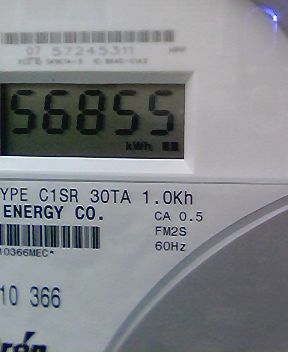 07 57245311
56855
kWh
YPE C1SR 30TA 1.0Kh
ENERGY CO.
CA 0.5
FM2S
60Hz
10366MEC*
10 366
rón